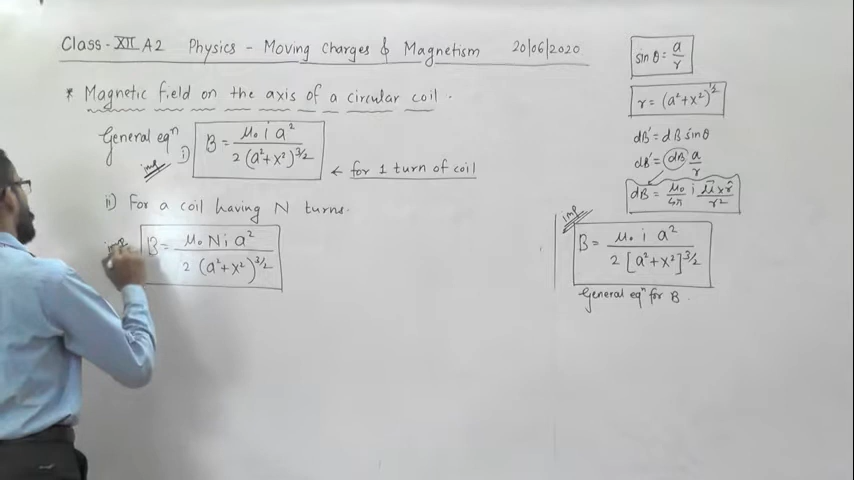 Class - XII A2 Physics - Moving Charges & Magnetism 20/06/2020
* Magnetic field on the axis of a circular coil.
General eqⁿ
imp i) B = μ₀ i a² / 2 (a²+x²)^3/2 ← for 1 turn of coil
ii) For a coil having N turns.
imp B = μ₀ N i a² / 2 (a²+x²)^3/2
sin θ = a/r
r = (a²+x²)^1/2
dB' = dB sinθ
dB' = dB a/r
dB = μ₀/4π i dl × r̂ / r²
imp
B = μ₀ i a² / 2 [a²+x²]^3/2
General eqⁿ for B.